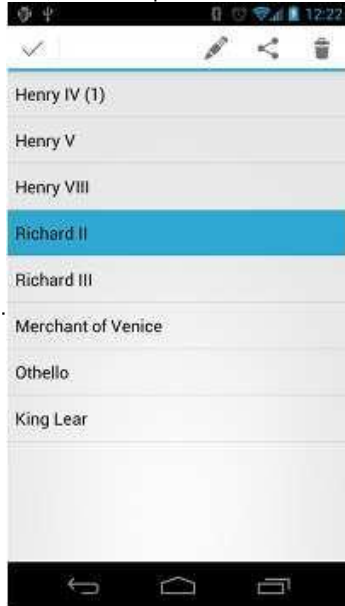 12:22
Henry IV (1)
Henry V
Henry VIII
Richard II
Richard III
Merchant of Venice
Othello
King Lear